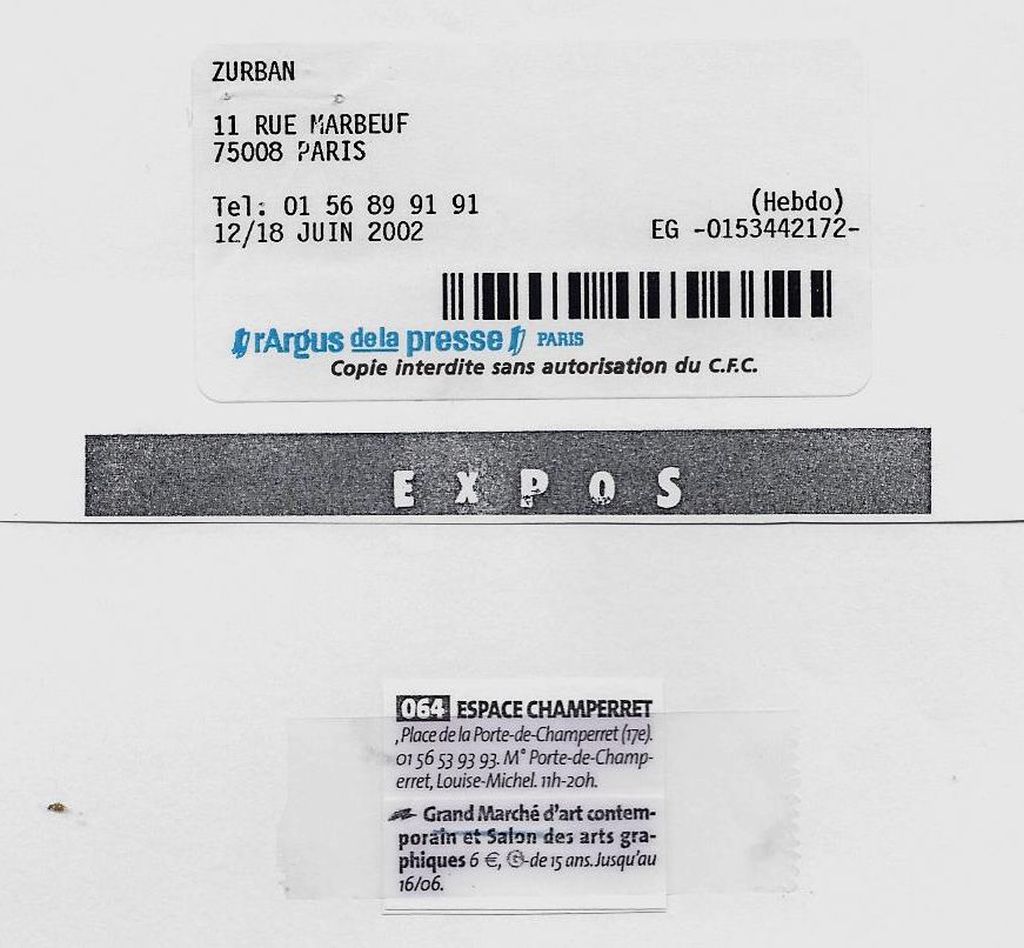 ZURBAN
11 RUE MARBEUF
75008 PARIS
Tel: 01 56 89 91 91 (Hebdo)
12/18 JUIN 2002 EG -0153442172-
l'Argus de la presse PARIS
Copie interdite sans autorisation du C.F.C.
EXPOS
064 ESPACE CHAMPERRET
, Place de la Porte-de-Champerret (17e).
01 56 53 93 93. M° Porte-de-Champ-
erret, Louise-Michel. 11h-20h.
Grand Marché d'art contem-
porain et Salon des arts gra-
phiques 6 €, G -de 15 ans. Jusqu'au
16/06.